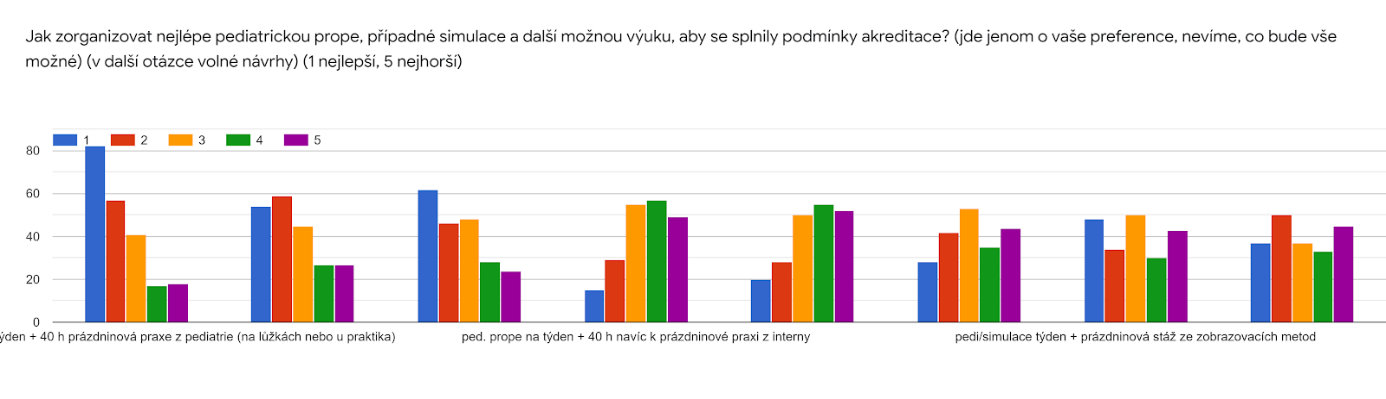 Jak zorganizovat nejlépe pediatrickou prope, případné simulace a další možnou výuku, aby se splnily podmínky akreditace? (jde jenom o vaše preference, nevíme, co bude vše
možné) (v další otázce volné návrhy) (1 nejlepší, 5 nejhorší)
1 2 3 4 5
80
60
40
20
0
ýden + 40 h prázdninová praxe z pediatrie (na lůžkách nebo u praktika) ped. prope na týden + 40 h navíc k prázdninové praxi z interny pedi/simulace týden + prázdninová stáž ze zobrazovacích metod